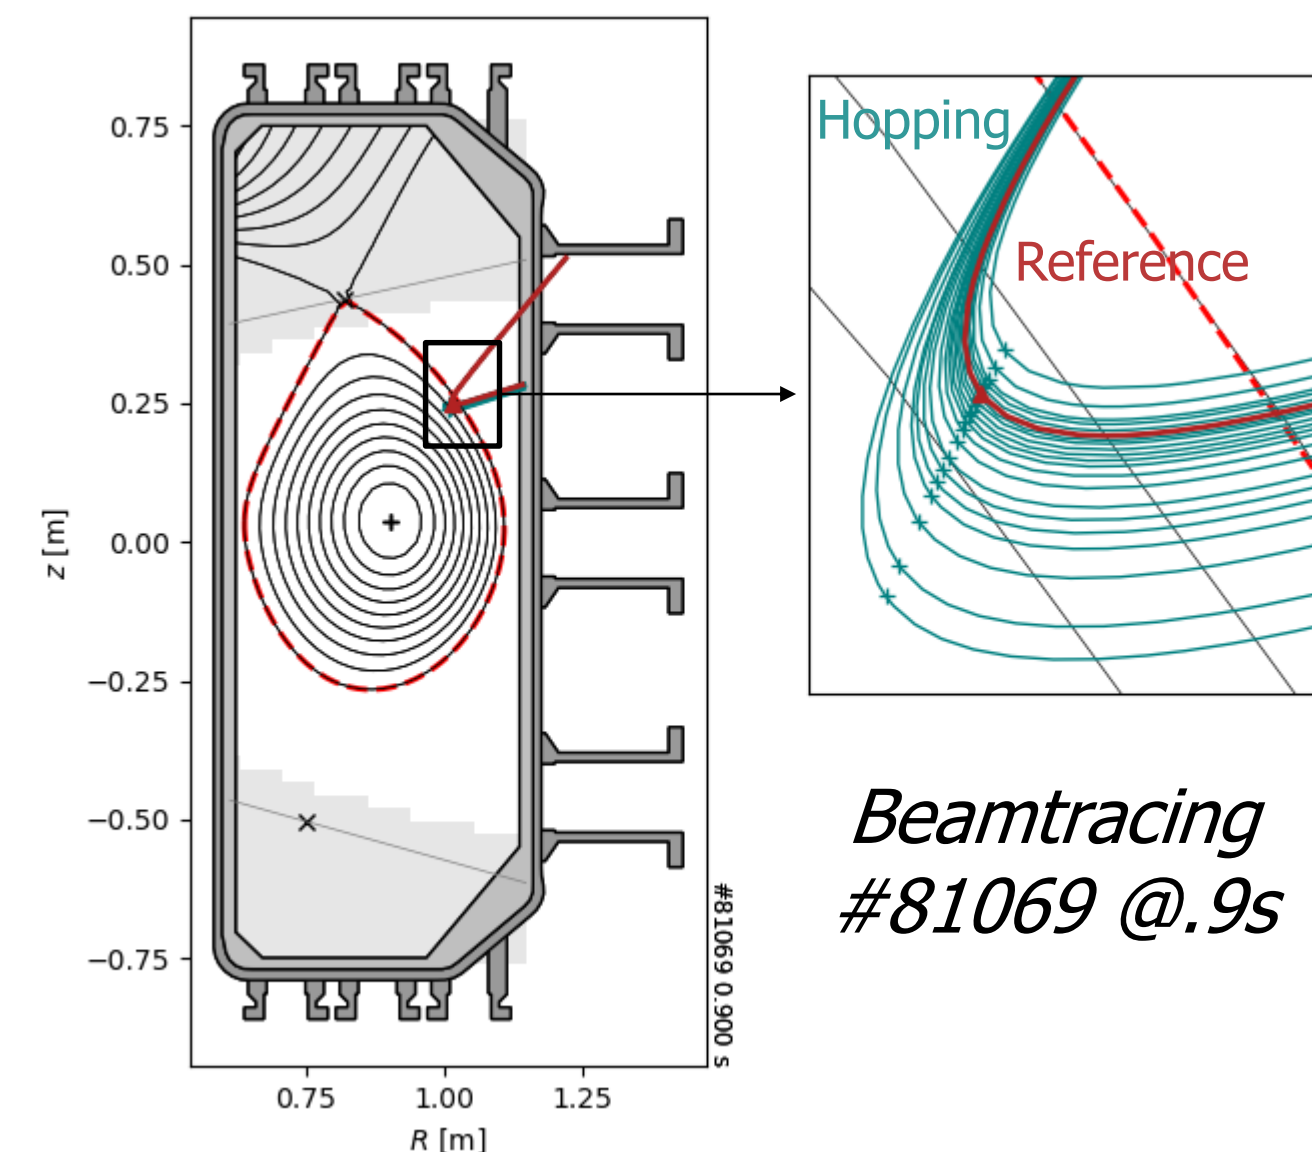 0.75
0.50
0.25
0.00
−0.25
−0.50
−0.75
z [m]
0.75 1.00 1.25
R [m]
#81069 0.900 s
Hopping
Reference
Beamtracing
#81069 @.9s